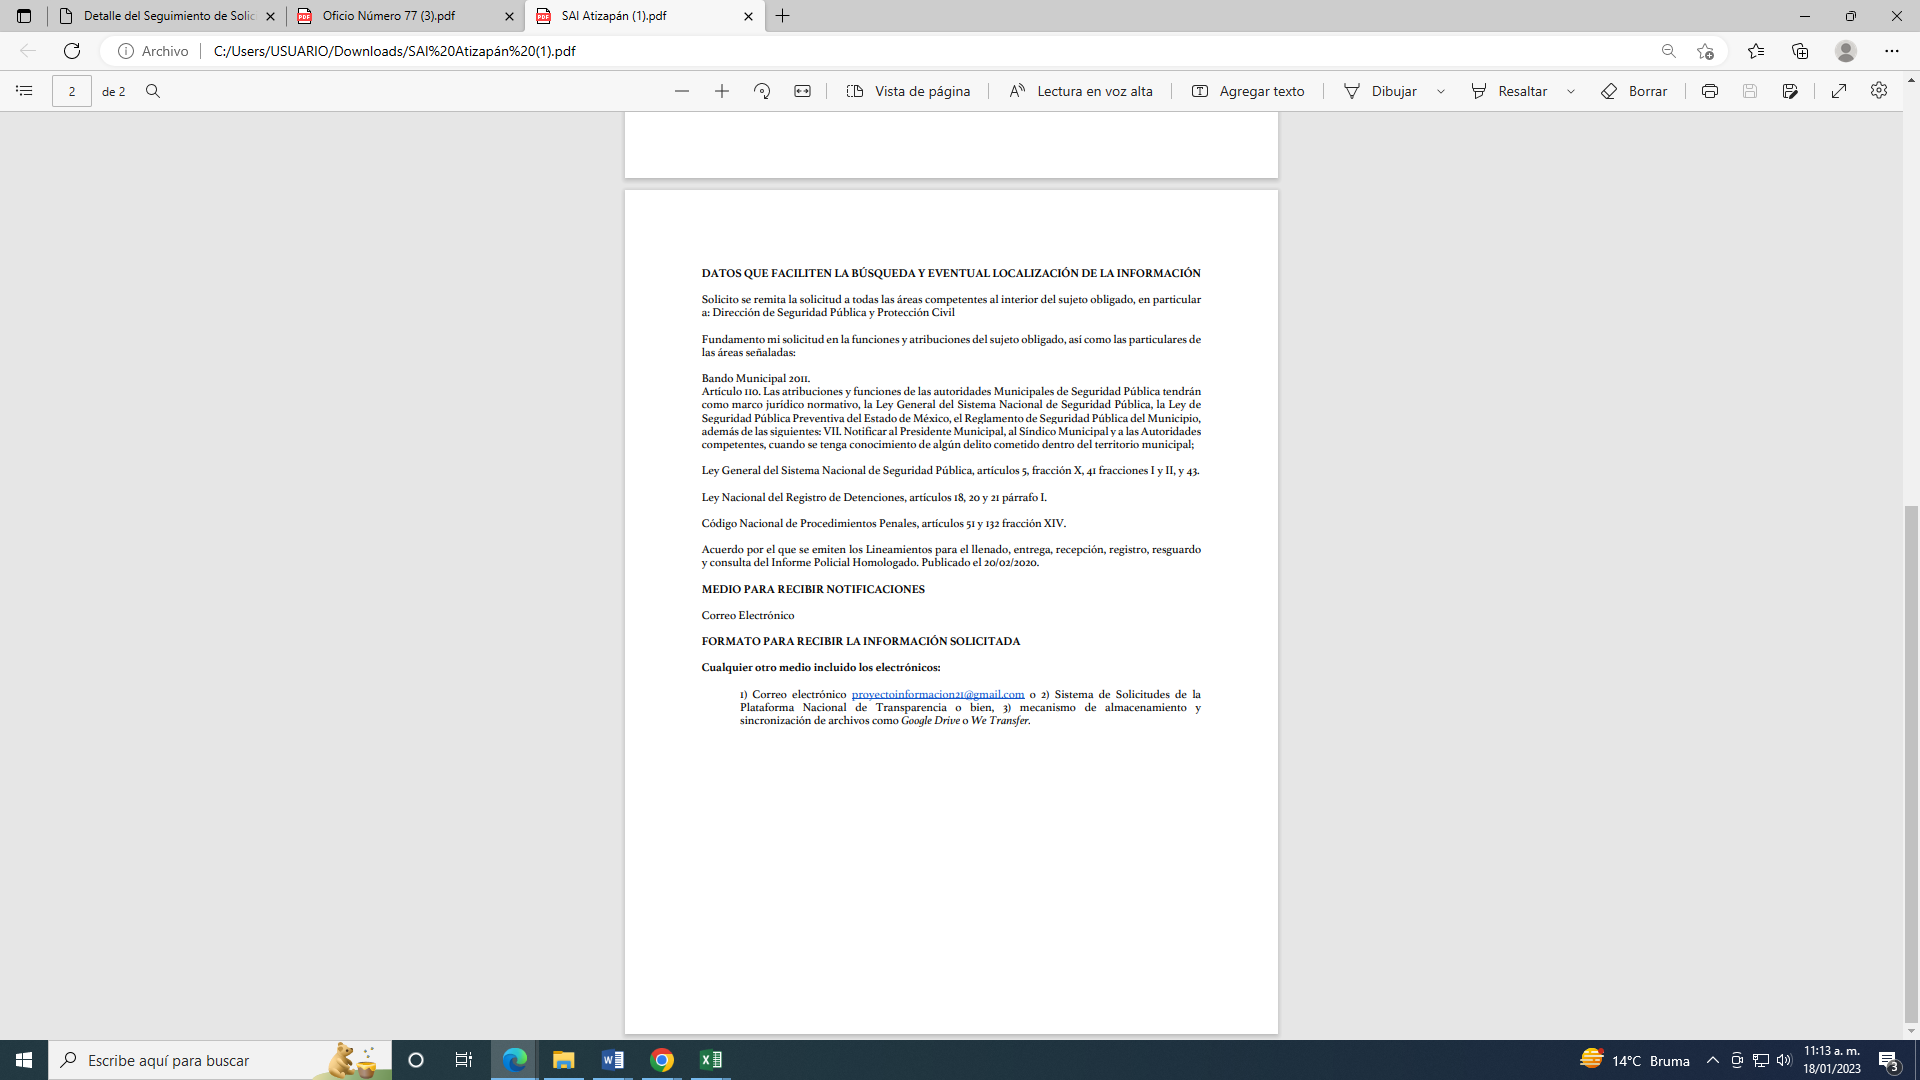 Detalle del Seguimiento de Solic
Oficio Número 77 (3).pdf
SAI Atizapán (1).pdf
Archivo
C:/Users/USUARIO/Downloads/SAI%20Atizapán%20(1).pdf
2
de 2
Vista de página
Lectura en voz alta
Agregar texto
Dibujar
Resaltar
Borrar
DATOS QUE FACILITEN LA BÚSQUEDA Y EVENTUAL LOCALIZACIÓN DE LA INFORMACIÓN
Solicito se remita la solicitud a todas las áreas competentes al interior del sujeto obligado, en particular
a: Dirección de Seguridad Pública y Protección Civil
Fundamento mi solicitud en la funciones y atribuciones del sujeto obligado, así como las particulares de
las áreas señaladas:
Bando Municipal 2011.
Artículo 110. Las atribuciones y funciones de las autoridades Municipales de Seguridad Pública tendrán
como marco jurídico normativo, la Ley General del Sistema Nacional de Seguridad Pública, la Ley de
Seguridad Pública Preventiva del Estado de México, el Reglamento de Seguridad Pública del Municipio,
además de las siguientes: VII. Notificar al Presidente Municipal, al Síndico Municipal y a las Autoridades
competentes, cuando se tenga conocimiento de algún delito cometido dentro del territorio municipal;
Ley General del Sistema Nacional de Seguridad Pública, artículos 5, fracción X, 41 fracciones I y II, y 43.
Ley Nacional del Registro de Detenciones, artículos 18, 20 y 21 párrafo I.
Código Nacional de Procedimientos Penales, artículos 51 y 132 fracción XIV.
Acuerdo por el que se emiten los Lineamientos para el llenado, entrega, recepción, registro, resguardo
y consulta del Informe Policial Homologado. Publicado el 20/02/2020.
MEDIO PARA RECIBIR NOTIFICACIONES
Correo Electrónico
FORMATO PARA RECIBIR LA INFORMACIÓN SOLICITADA
Cualquier otro medio incluido los electrónicos:
1) Correo electrónico proyectoinformacion21@gmail.com o 2) Sistema de Solicitudes de la
Plataforma Nacional de Transparencia o bien, 3) mecanismo de almacenamiento y
sincronización de archivos como Google Drive o We Transfer.
Escribe aquí para buscar
14°C Bruma
11:13 a. m.
18/01/2023
3